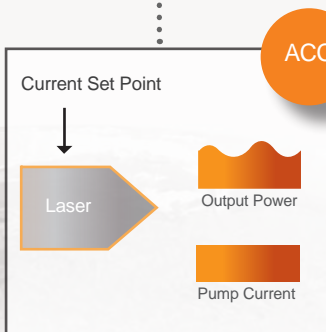 ACC
Current Set Point
Laser
Output Power
Pump Current